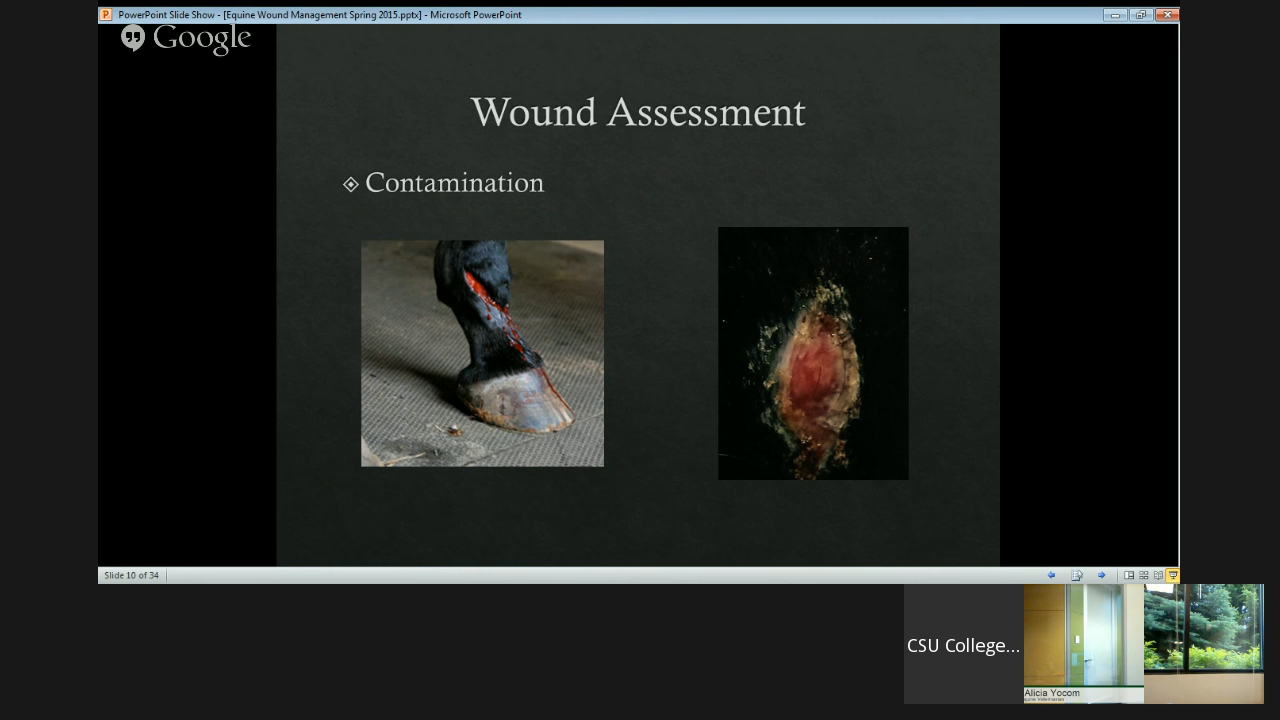 PowerPoint Slide Show - [Equine Wound Management Spring 2015.pptx] - Microsoft PowerPoint
Google
Wound Assessment
Contamination
Slide 10 of 34
CSU College...
Alicia Yocom